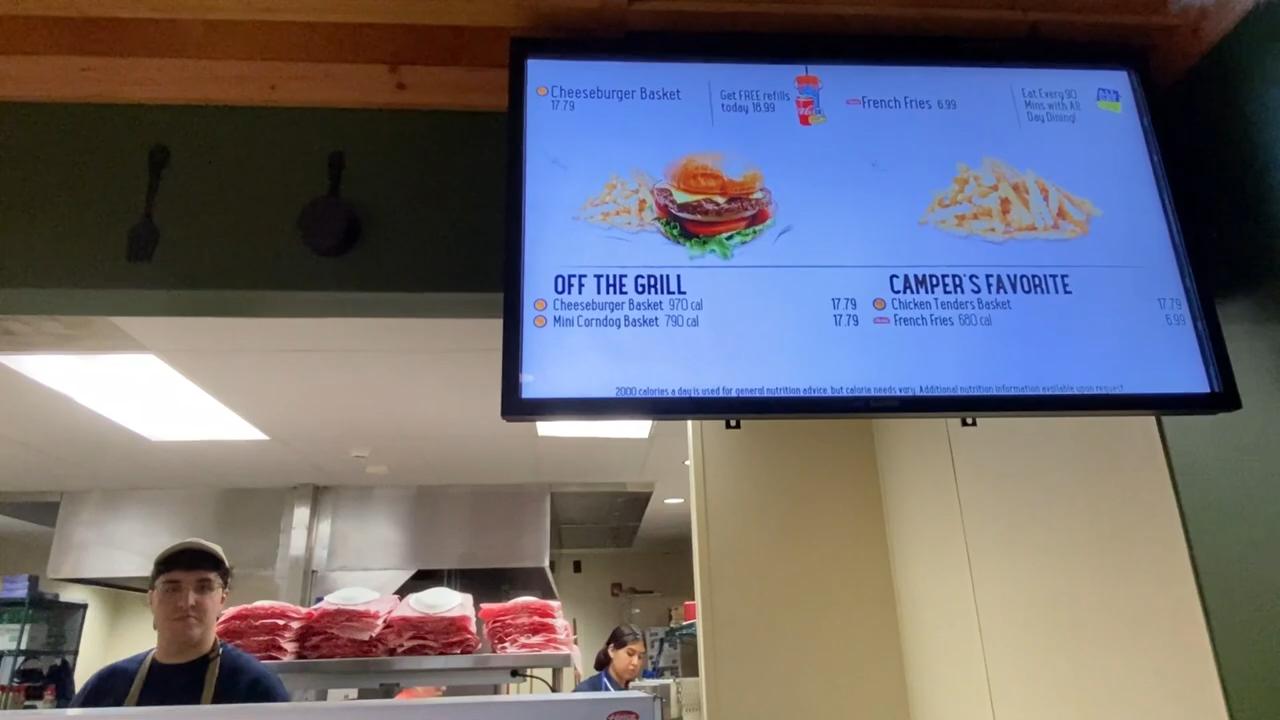 Cheeseburger Basket
17.79
Get FREE refills
today 18.99
French Fries 6.99
Eat Every 90
Mins with All
Day Dining!
OFF THE GRILL
Cheeseburger Basket 970 cal 17.79
Mini Corndog Basket 790 cal 17.79
CAMPER'S FAVORITE
Chicken Tenders Basket 17.79
French Fries 680 cal 6.99
2000 calories a day is used for general nutrition advice, but calorie needs vary. Additional nutrition information available upon request